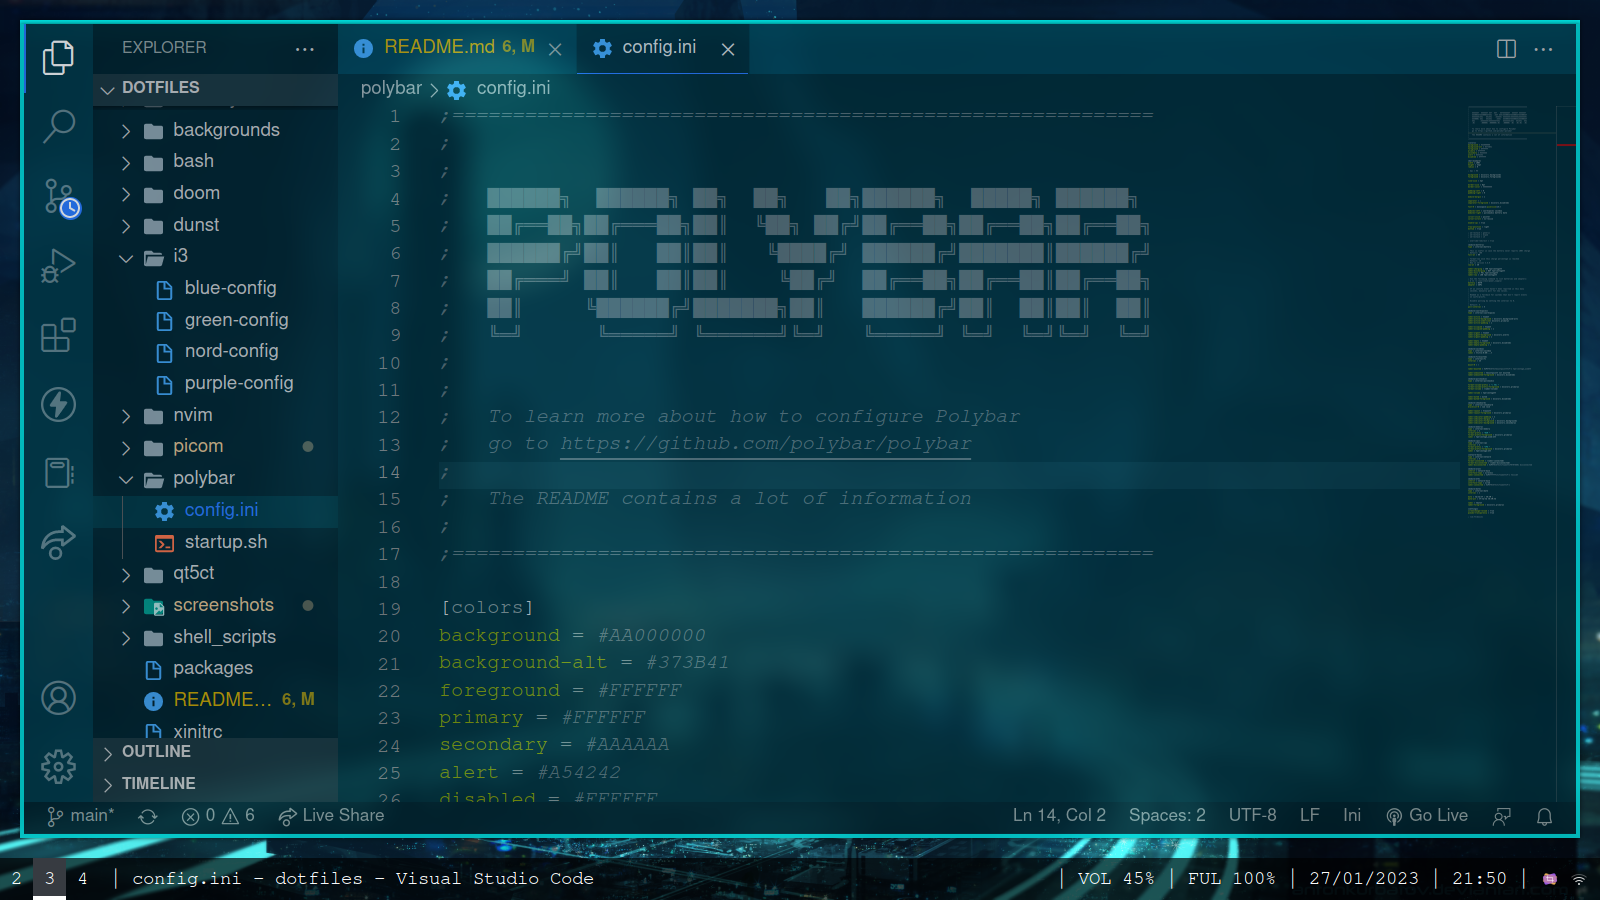 EXPLORER
DOTFILES
backgrounds
bash
doom
dunst
i3
blue-config
green-config
nord-config
purple-config
nvim
picom
polybar
config.ini
startup.sh
qt5ct
screenshots
shell_scripts
packages
README... 6, M
xinitrc
OUTLINE
TIMELINE
README.md 6, M
config.ini
polybar > config.ini
1 ;==========================================================
2 ;
3 ;
4 ;
5 ;
6 ;
7 ;
8 ;
9 ;
POLYBAR
10 ;
11 ;
12 ; To learn more about how to configure Polybar
13 ; go to https://github.com/polybar/polybar
14 ;
15 ; The README contains a lot of information
16 ;
17 ;==========================================================
18
19 [colors]
20 background = #AA000000
21 background-alt = #373B41
22 foreground = #FFFFFF
23 primary = #FFFFFF
24 secondary = #AAAAAA
25 alert = #A54242
26 disabled = #FFFFFF
main* 0 6 Live Share
Ln 14, Col 2 Spaces: 2 UTF-8 LF Ini Go Live
2 3 4 | config.ini - dotfiles - Visual Studio Code
| VOL 45% | FUL 100% | 27/01/2023 | 21:50 |